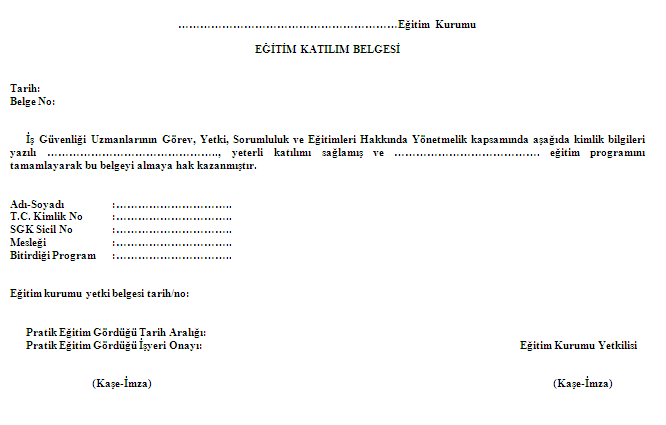 ……………………………………………………Eğitim Kurumu
EĞİTİM KATILIM BELGESİ
Tarih:
Belge No:
İş Güvenliği Uzmanlarının Görev, Yetki, Sorumluluk ve Eğitimleri Hakkında Yönetmelik kapsamında aşağıda kimlik bilgileri
yazılı ……………………………………….., yeterli katılımı sağlamış ve …………………………………. eğitim programını
tamamlayarak bu belgeyi almaya hak kazanmıştır.
Adı-Soyadı :…………………………..
T.C. Kimlik No :…………………………..
SGK Sicil No :…………………………..
Mesleği :…………………………..
Bitirdiği Program :…………………………..
Eğitim kurumu yetki belgesi tarih/no:
Pratik Eğitim Gördüğü Tarih Aralığı:
Pratik Eğitim Gördüğü İşyeri Onayı: Eğitim Kurumu Yetkilisi
(Kaşe-İmza) (Kaşe-İmza)